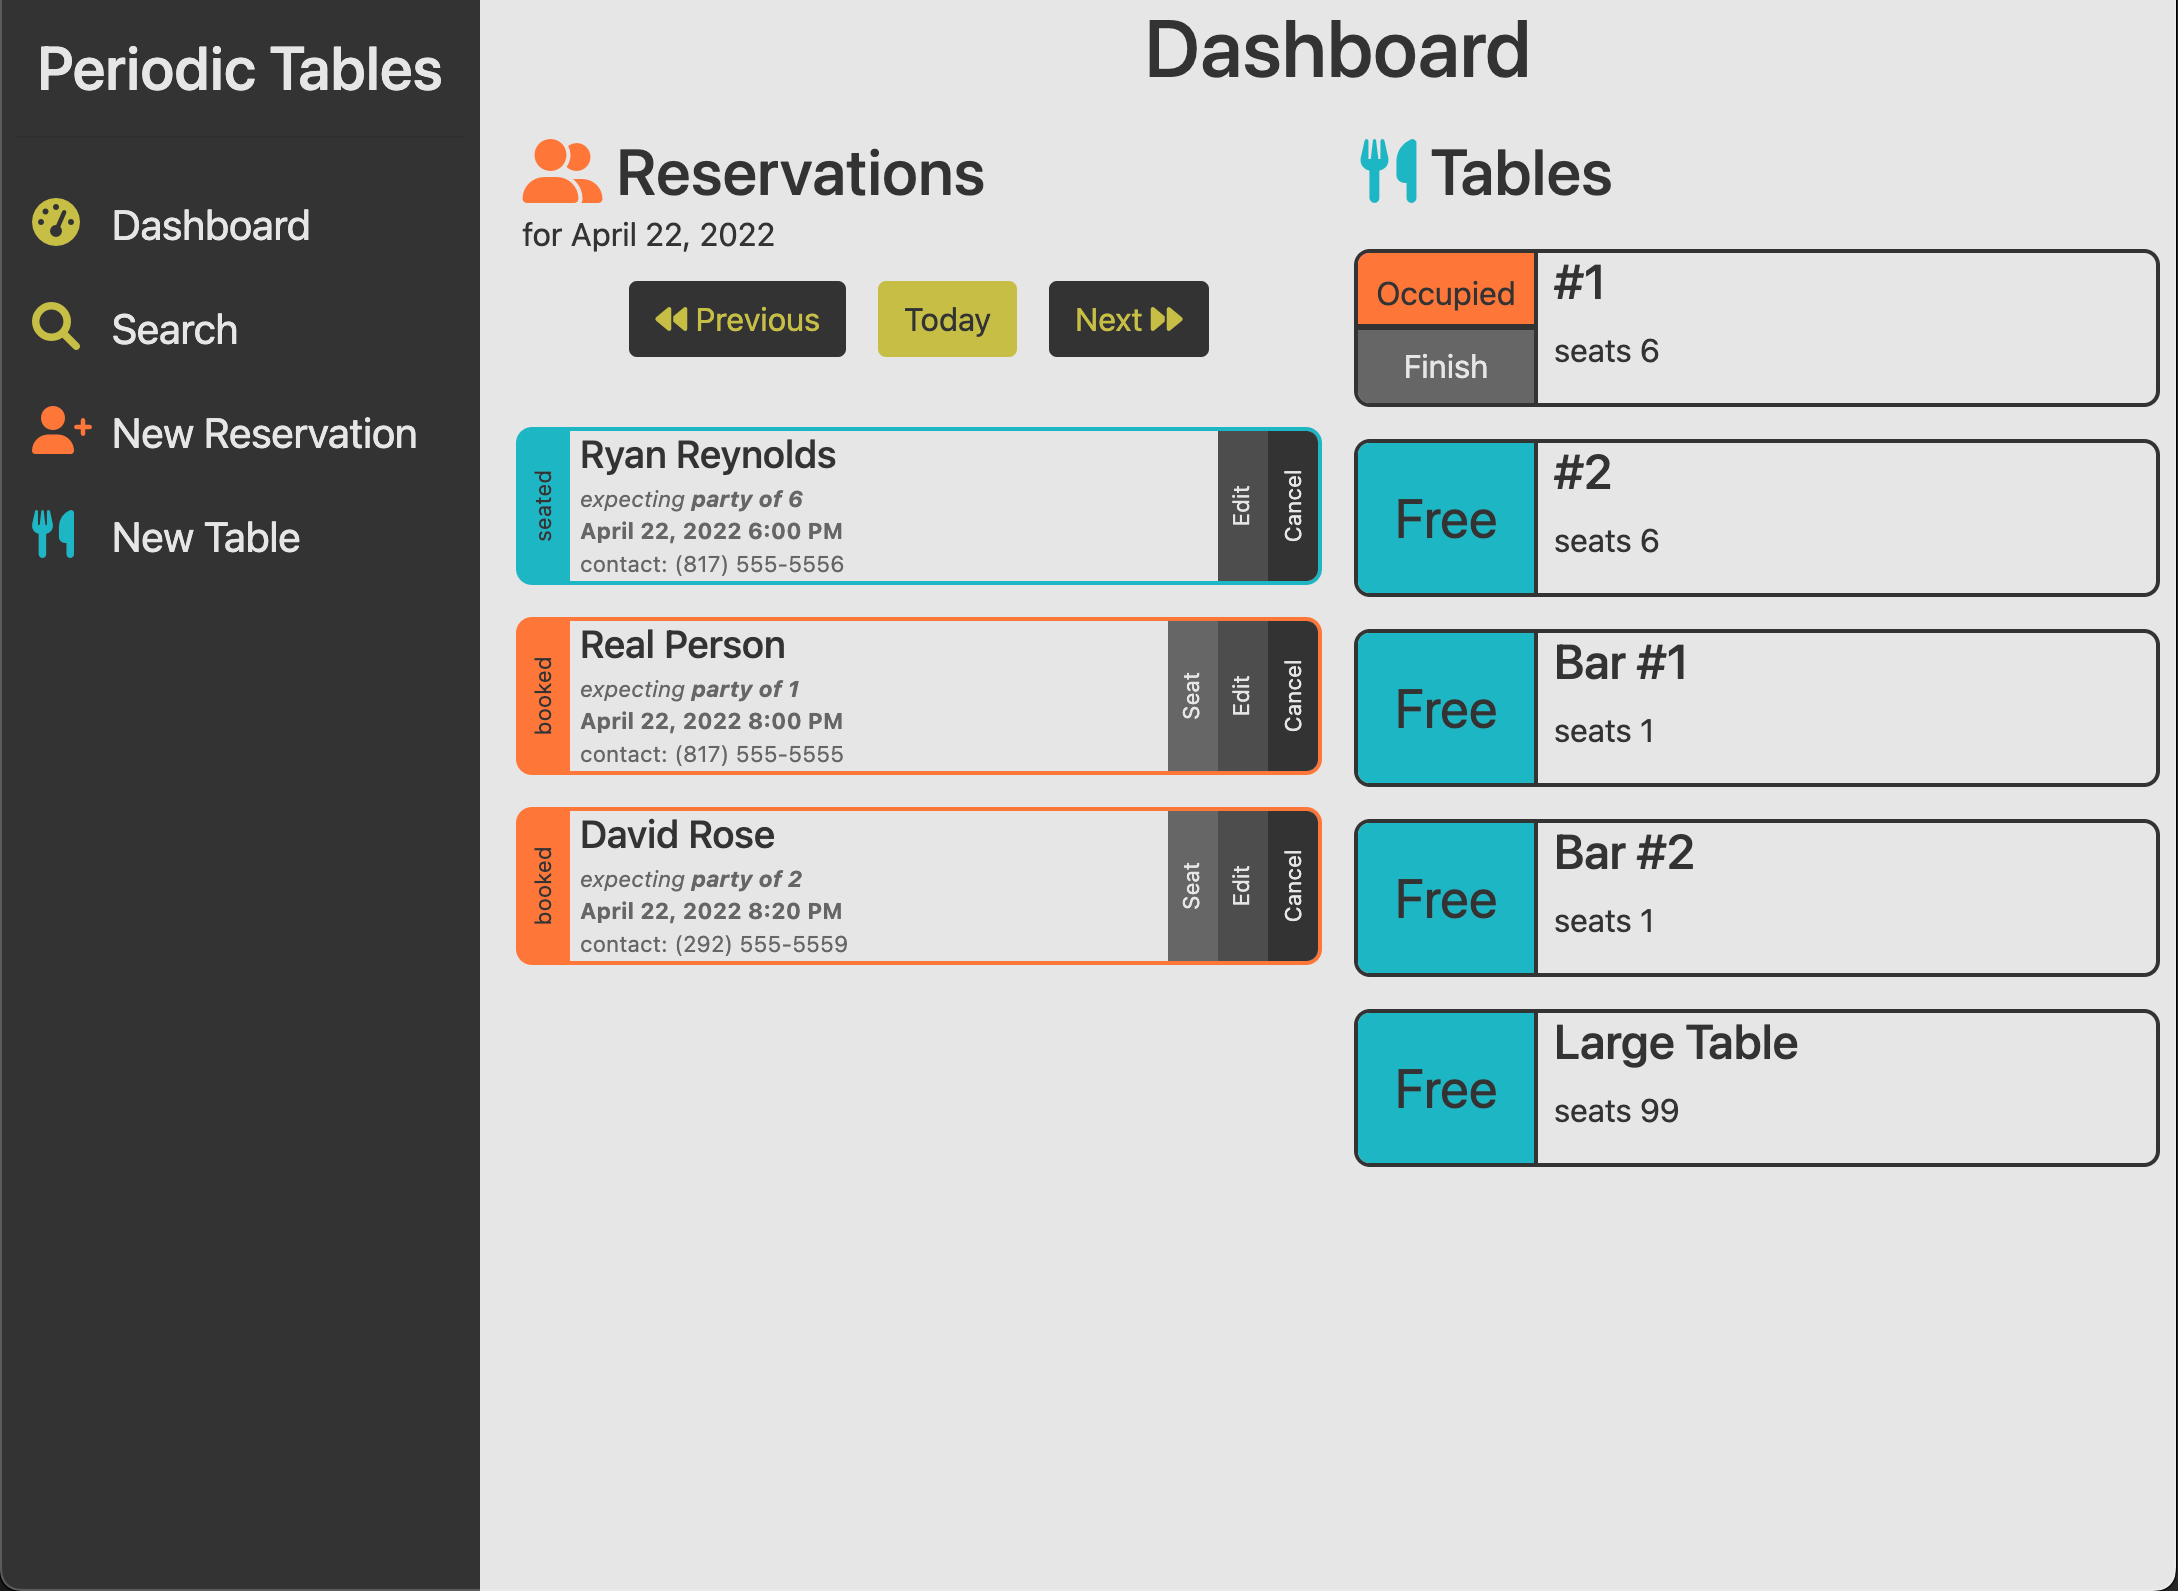 Periodic Tables
Dashboard
Search
New Reservation
New Table
Dashboard
Reservations
for April 22, 2022
Previous
Today
Next
seated
Ryan Reynolds
expecting party of 6
April 22, 2022 6:00 PM
contact: (817) 555-5556
Edit
Cancel
booked
Real Person
expecting party of 1
April 22, 2022 8:00 PM
contact: (817) 555-5555
Seat
Edit
Cancel
booked
David Rose
expecting party of 2
April 22, 2022 8:20 PM
contact: (292) 555-5559
Seat
Edit
Cancel
Tables
Occupied
Finish
#1
seats 6
Free
#2
seats 6
Free
Bar #1
seats 1
Free
Bar #2
seats 1
Free
Large Table
seats 99